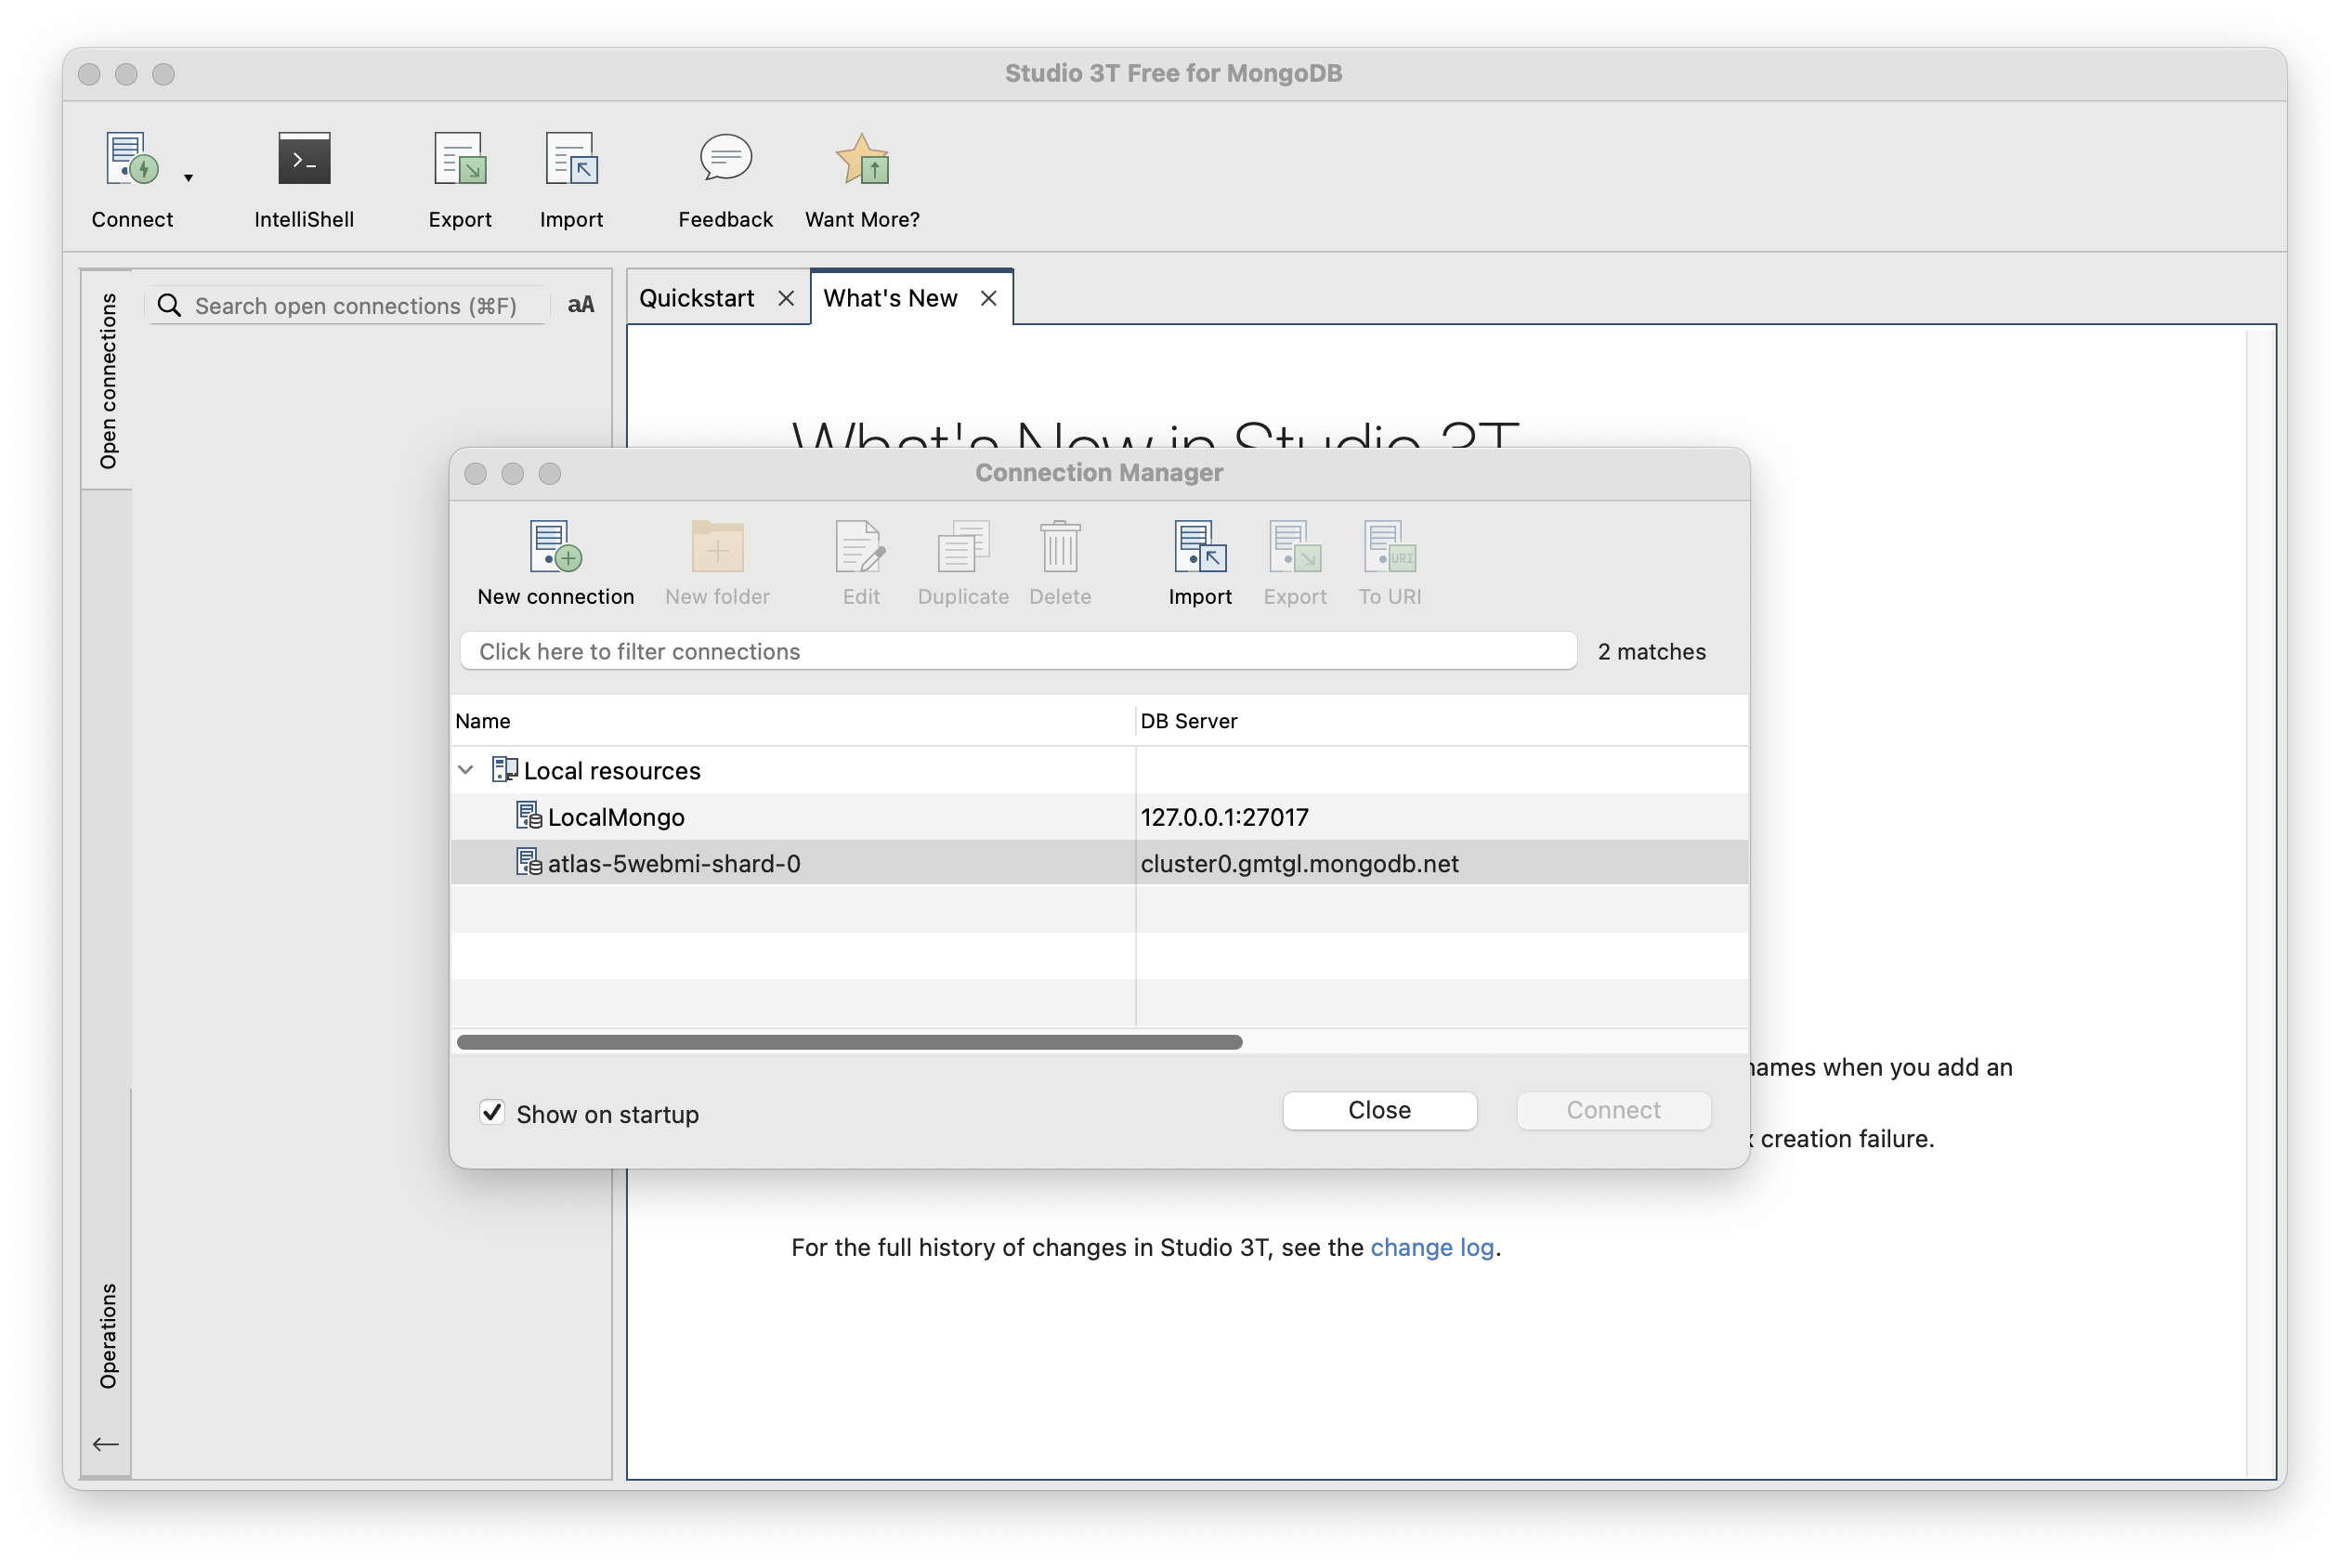 Studio 3T Free for MongoDB
Connect
IntelliShell
Export
Import
Feedback
Want More?
Open connections
Search open connections (⌘F)
aA
Quickstart
What's New
What's New in Studio 3T
Connection Manager
New connection
New folder
Edit
Duplicate
Delete
Import
Export
URI
To URI
Click here to filter connections
2 matches
Name
DB Server
Local resources
LocalMongo
127.0.0.1:27017
atlas-5webmi-shard-0
cluster0.gmtgl.mongodb.net
Show on startup
Close
Connect
when you add an
creation failure.
For the full history of changes in Studio 3T, see the change log.
Operations